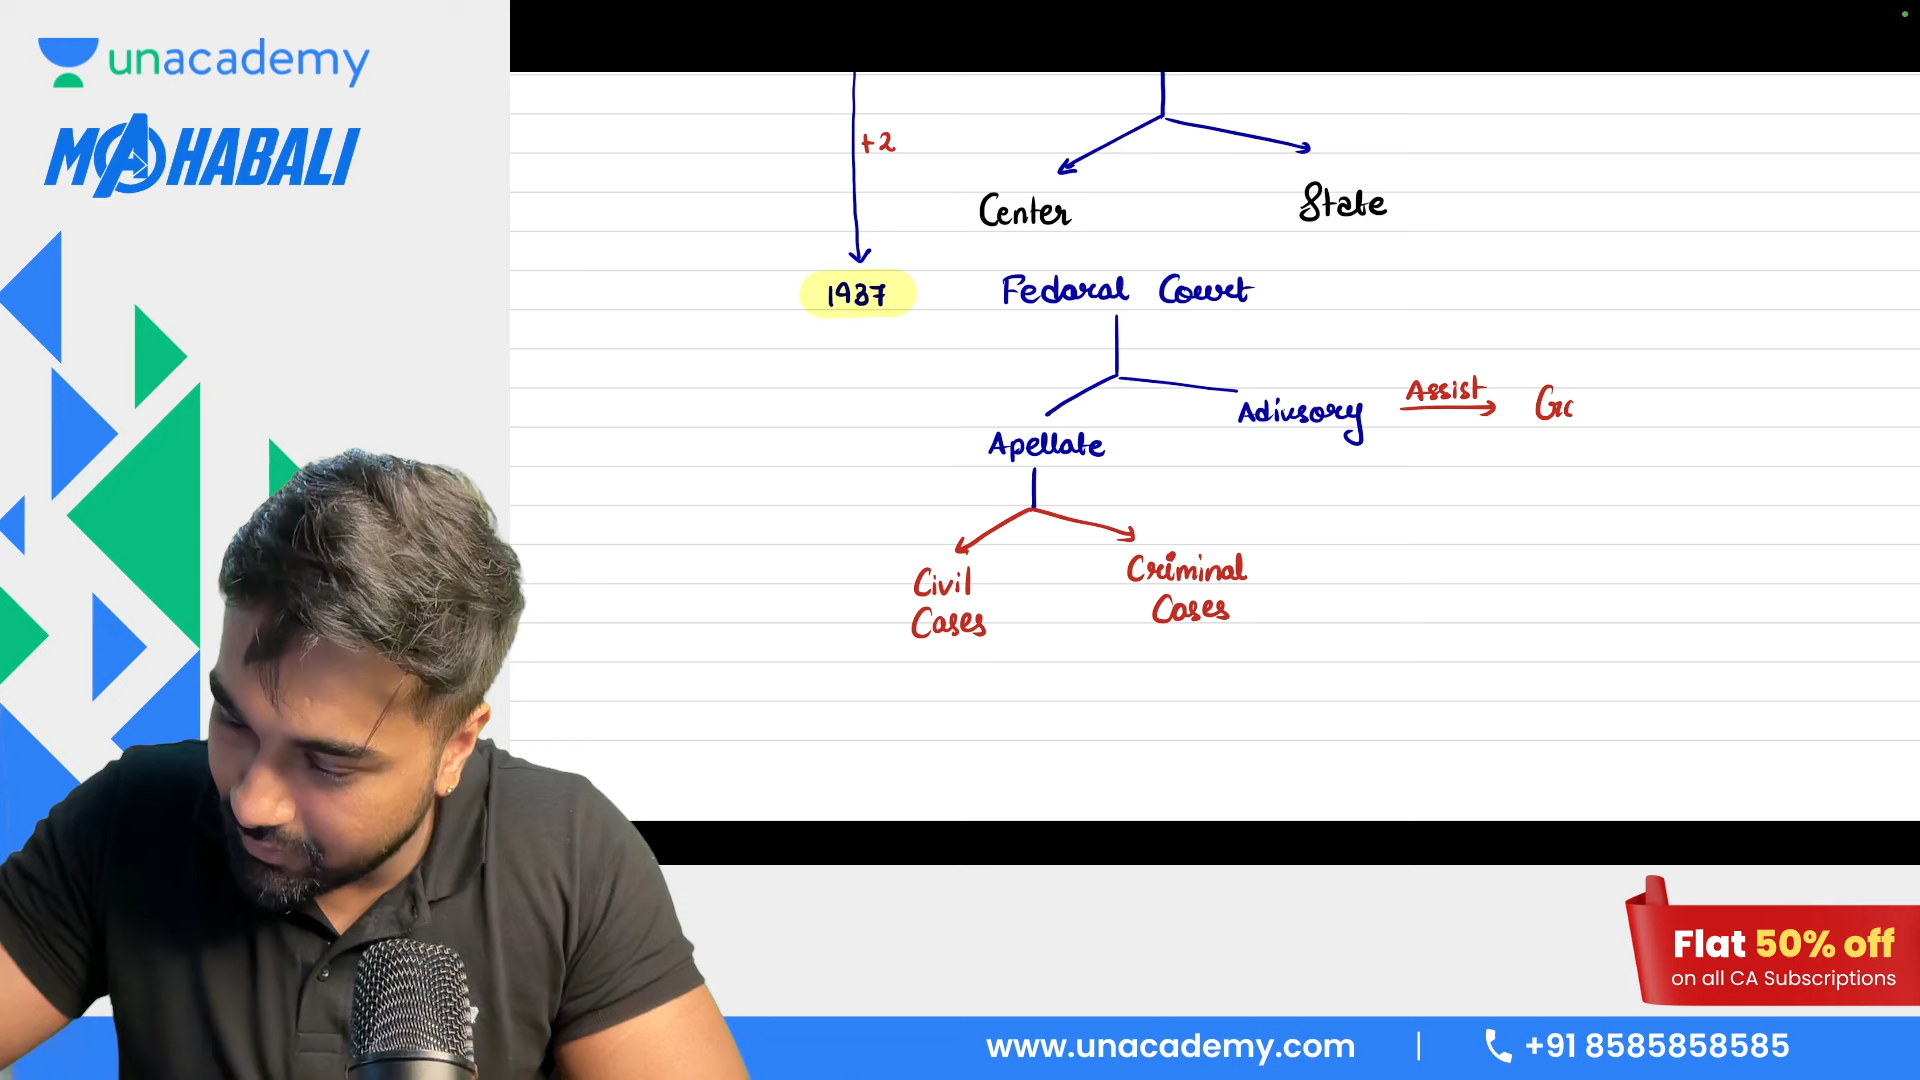 unacademy
MAHABALI
+2
Center
State
1937
Fedaral Court
Assist
Adivsory
Gc
Apellate
Civil
Cases
Criminal
Cases
Flat 50% off
on all CA Subscriptions
www.unacademy.com | +91 8585858585